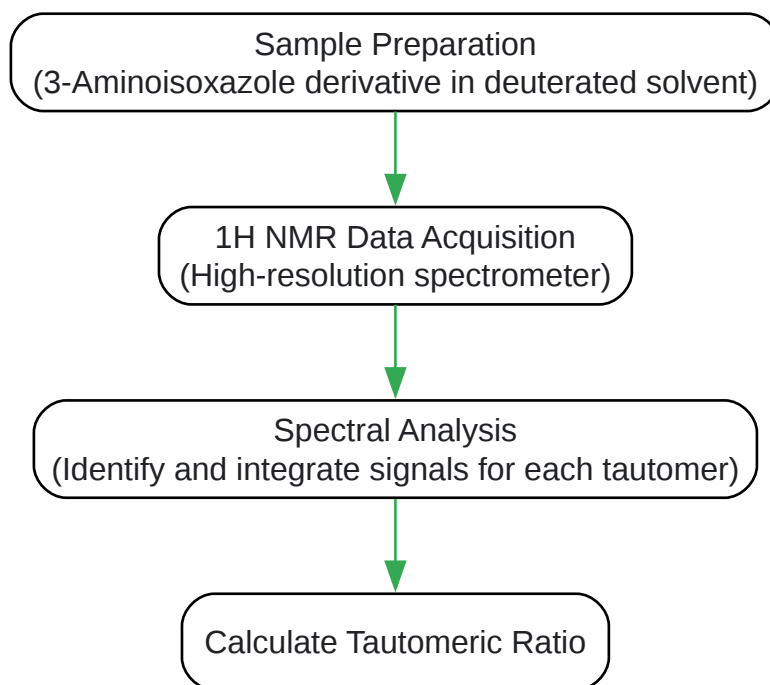 Sample Preparation
(3-Aminoisoxazole derivative in deuterated solvent)
1H NMR Data Acquisition
(High-resolution spectrometer)
Spectral Analysis
(Identify and integrate signals for each tautomer)
Calculate Tautomeric Ratio